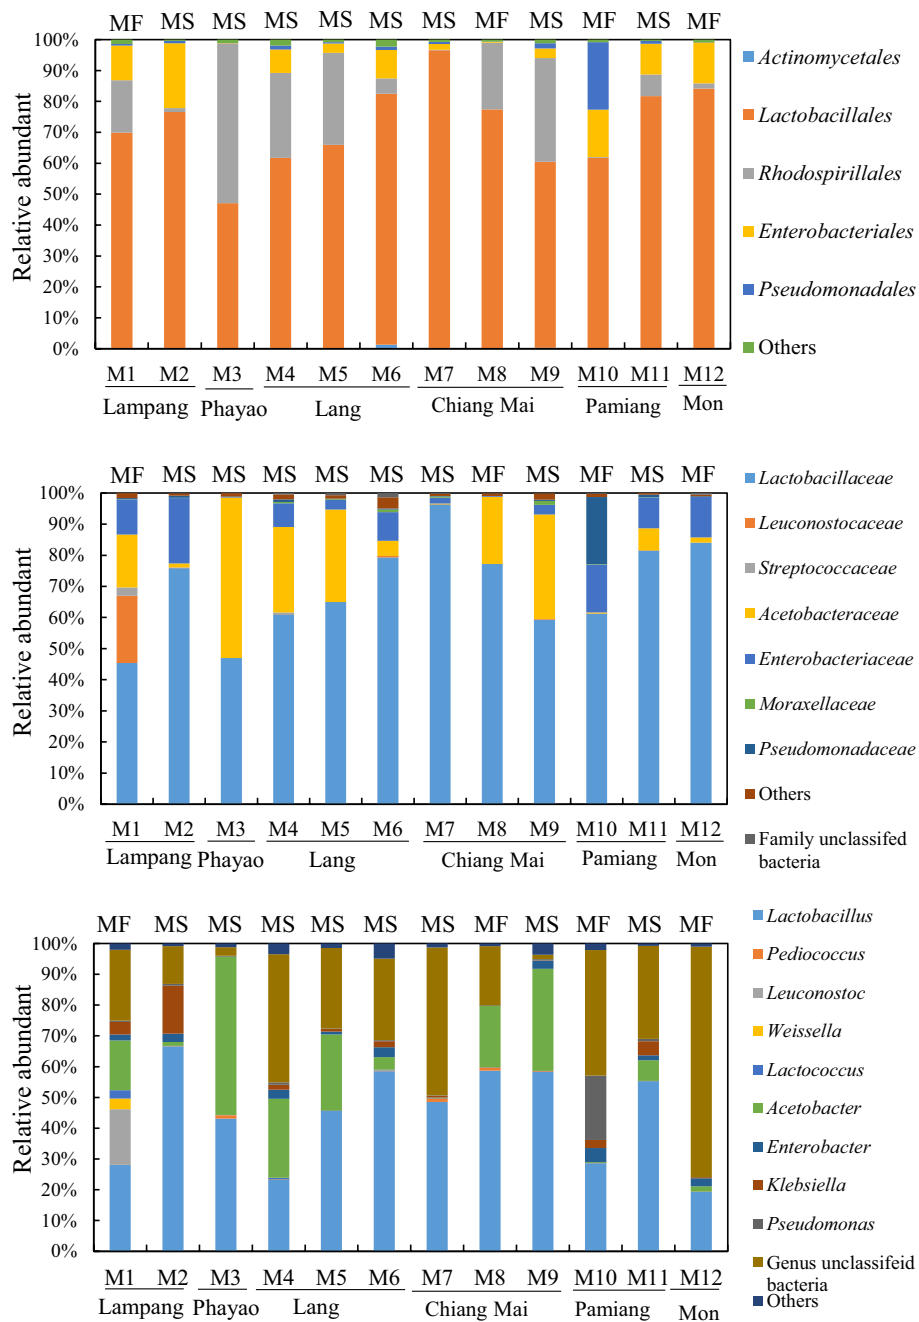 MF MS MS MS MS MS MS MF MS MF MS MF
Relative abundant
100%
90%
80%
70%
60%
50%
40%
30%
20%
10%
0%
M1 M2 M3 M4 M5 M6 M7 M8 M9 M10 M11 M12
Lampang Phayao Lang Chiang Mai Pamiang Mon
Actinomycetales
Lactobacillales
Rhodospirillales
Enterobacteriales
Pseudomonadales
Others
MF MS MS MS MS MS MS MF MS MF MS MF
Relative abundant
100%
90%
80%
70%
60%
50%
40%
30%
20%
10%
0%
M1 M2 M3 M4 M5 M6 M7 M8 M9 M10 M11 M12
Lampang Phayao Lang Chiang Mai Pamiang Mon
Lactobacillaceae
Leuconostocaceae
Streptococcaceae
Acetobacteraceae
Enterobacteriaceae
Moraxellaceae
Pseudomonadaceae
Others
Family unclassifed
bacteria
MF MS MS MS MS MS MS MF MS MF MS MF
Relative abundant
100%
90%
80%
70%
60%
50%
40%
30%
20%
10%
0%
M1 M2 M3 M4 M5 M6 M7 M8 M9 M10 M11 M12
Lampang Phayao Lang Chiang Mai Pamiang Mon
Lactobacillus
Pediococcus
Leuconostoc
Weissella
Lactococcus
Acetobacter
Enterobacter
Klebsiella
Pseudomonas
Genus unclassifeid
bacteria
Others